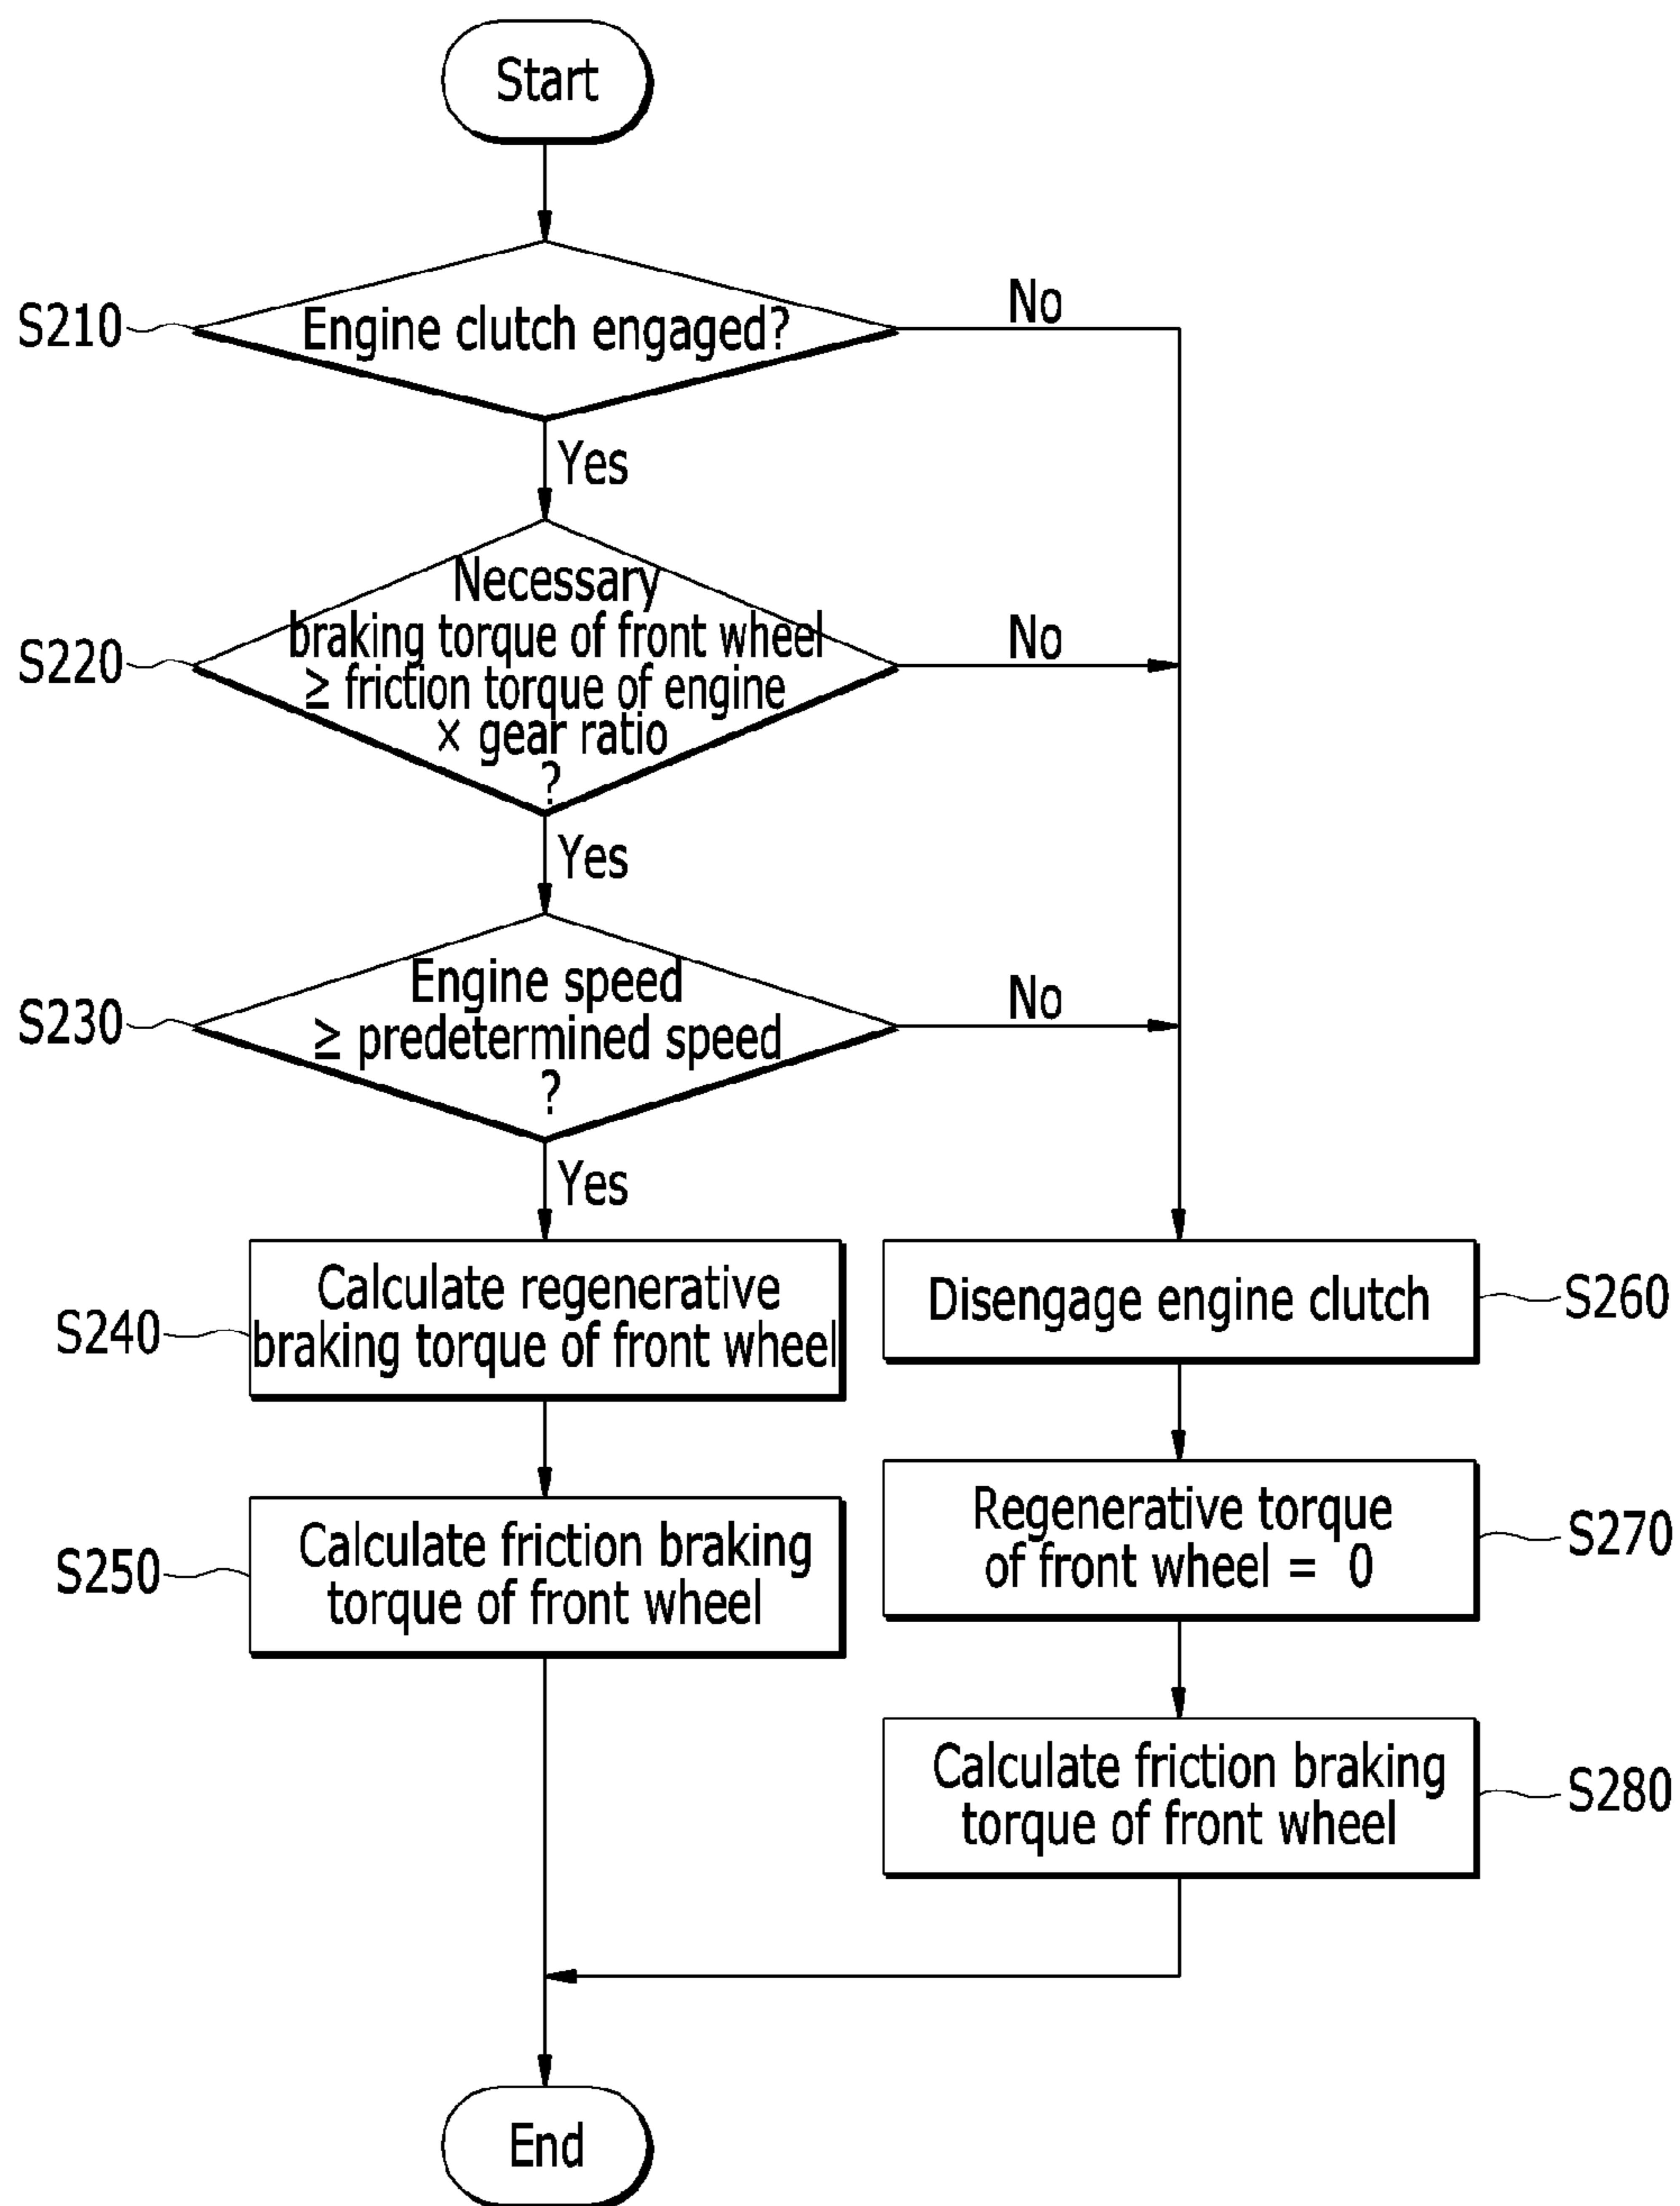 Start
S210
Engine clutch engaged?
No
Yes
S220
Necessary
braking torque of front wheel
≥ friction torque of engine
× gear ratio
?
No
Yes
S230
Engine speed
≥ predetermined speed
?
No
Yes
S240
Calculate regenerative
braking torque of front wheel
Disengage engine clutch
S260
S250
Calculate friction braking
torque of front wheel
Regenerative torque
of front wheel = 0
S270
Calculate friction braking
torque of front wheel
S280
End